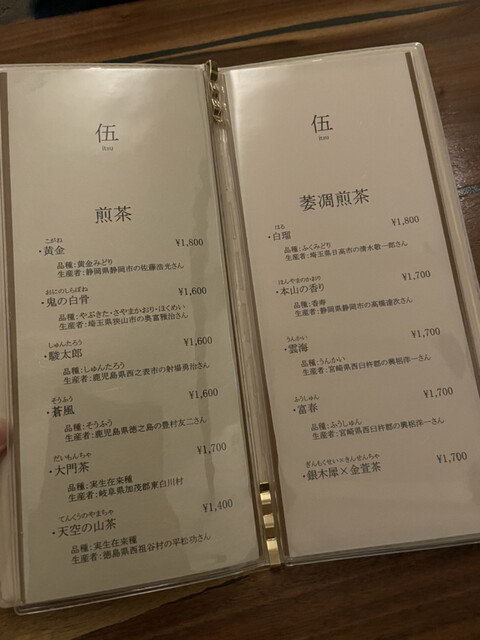 伍
itsu
煎茶
こがね
・黄金 ¥1,800
品種：黄金みどり
生産者：静岡県静岡市の佐藤浩光さん
おにのしらほね
・鬼の白骨 ¥1,600
品種：やぶきた・さやまかおり・ほくめい
生産者：埼玉県狭山市の奥富雅治さん
しゅんたろう
・駿太郎 ¥1,600
品種：しゅんたろう
生産者：鹿児島県西之表市の射場勇治さん
そうふう
・蒼風 ¥1,600
品種：そうふう
生産者：鹿児島県徳之島の豊村友二さん
だいもんちゃ
・大門茶 ¥1,700
品種：実生在来種
生産者：岐阜県加茂郡東白川村
てんくうのやまちゃ
・天空の山茶 ¥1,400
品種：実生在来種
生産者：徳島県西祖谷村の平松功さん
伍
itsu
萎凋煎茶
はる
・白瑠 ¥1,800
品種：ふくみどり
生産者：埼玉県日高市の清水敬一郎さん
ほんやまのかおり
・本山の香り ¥1,700
品種：香寿
生産者：静岡県静岡市の高橋達次さん
うんかい
・雲海 ¥1,700
品種：うんかい
生産者：宮崎県西臼杵郡の興梠洋一さん
ふうしゅん
・富春 ¥1,700
品種：ふうしゅん
生産者：宮崎県西臼杵郡の興梠洋一さん
ぎんもくせい×きんせんちゃ
・銀木犀×金萱茶 ¥1,700